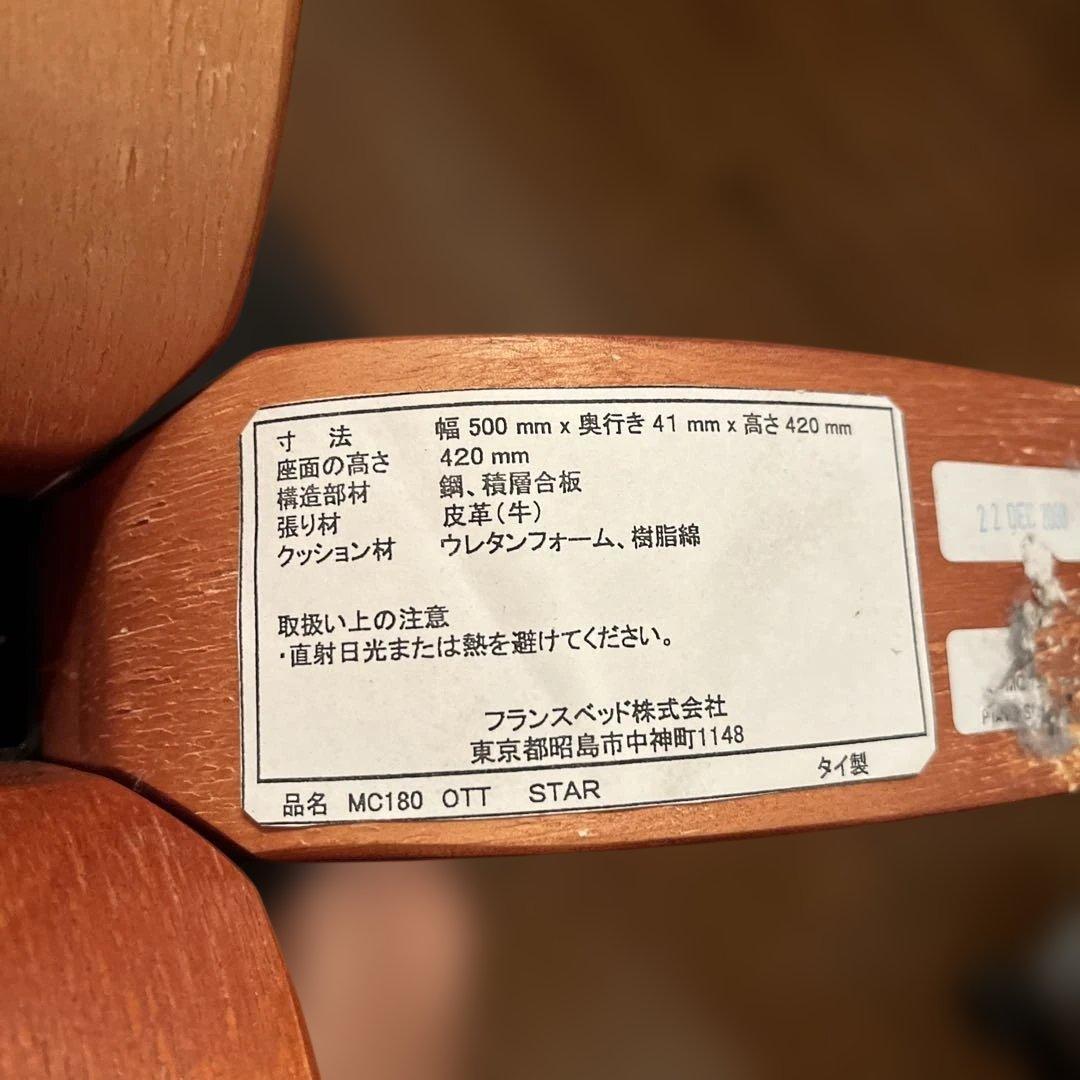 寸　法　幅 500 mm x 奥行き 41 mm x 高さ 420 mm
座面の高さ　420 mm
構造部材　鋼、積層合板
張り材　皮革（牛）
クッション材　ウレタンフォーム、樹脂綿
取扱い上の注意
・直射日光または熱を避けてください。
フランスベッド株式会社
東京都昭島市中神町1148
タイ製
品名 MC180 OTT STAR
22 DEC